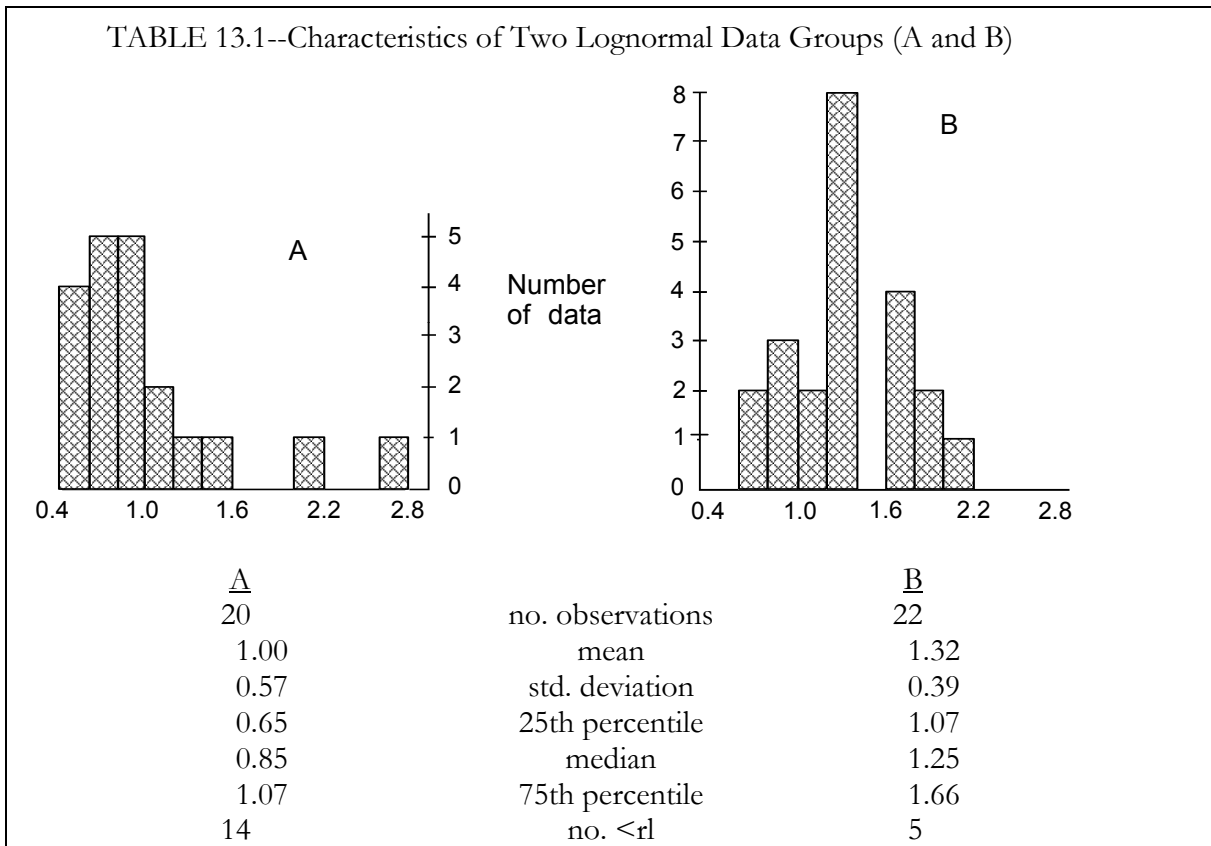 TABLE 13.1--Characteristics of Two Lognormal Data Groups (A and B)
A
5
4
3
2
1
0
0.4 1.0 1.6 2.2 2.8
Number
of data
B
8
7
6
5
4
3
2
1
0
0.4 1.0 1.6 2.2 2.8
A B
20 no. observations 22
1.00 mean 1.32
0.57 std. deviation 0.39
0.65 25th percentile 1.07
0.85 median 1.25
1.07 75th percentile 1.66
14 no. <rl 5